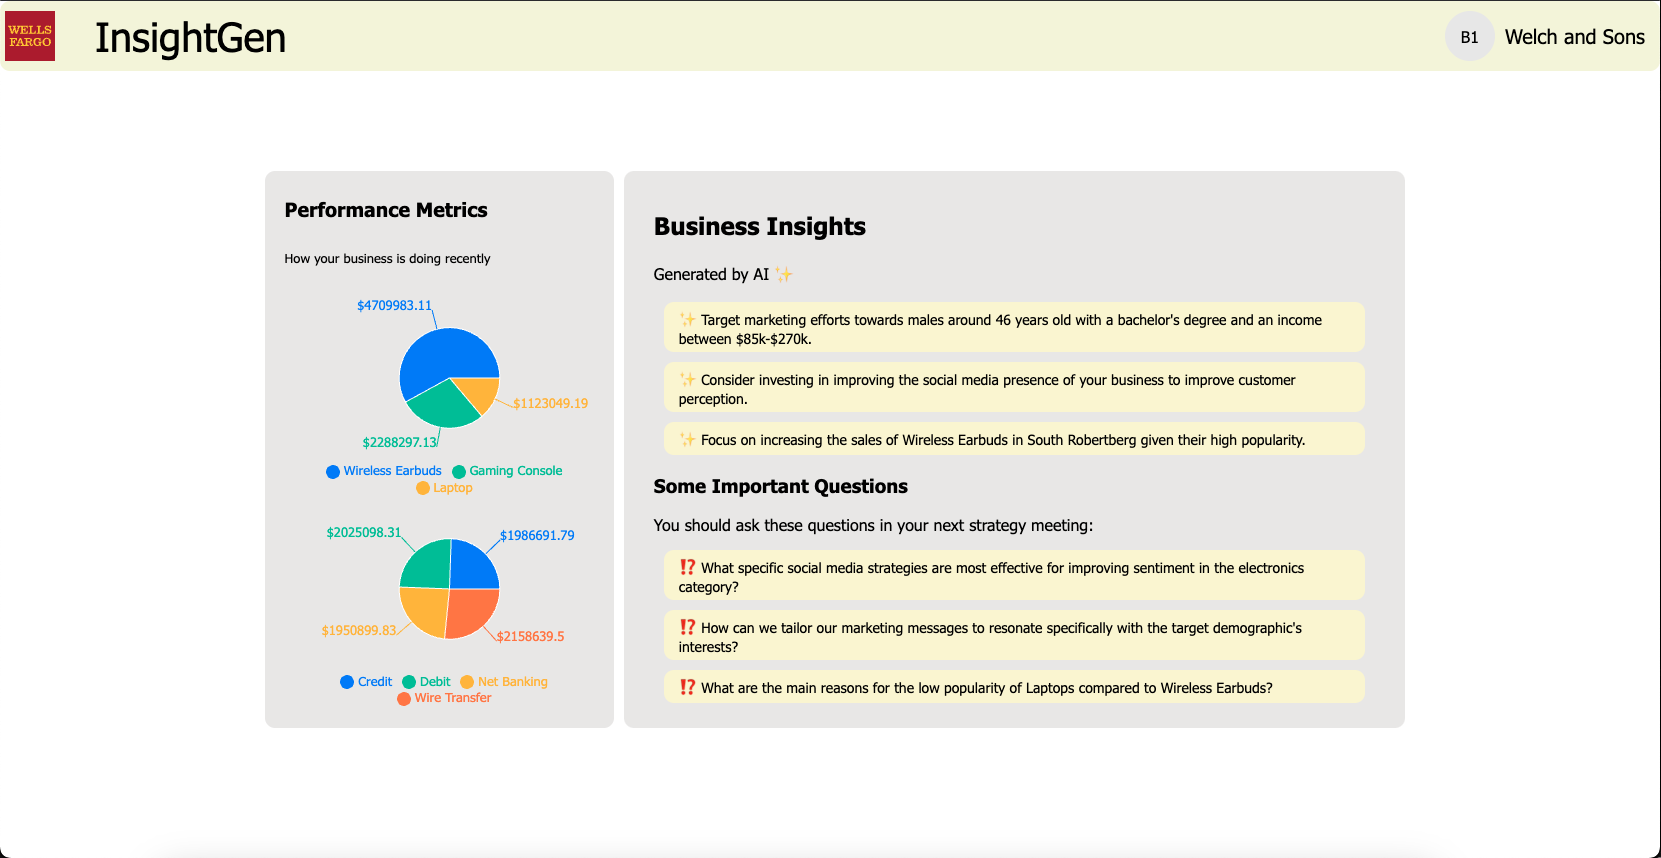 WELLS
FARGO
InsightGen
B1
Welch and Sons
Performance Metrics
How your business is doing recently
$4709983.11
$1123049.19
$2288297.13
Wireless Earbuds
Gaming Console
Laptop
$2025098.31
$1986691.79
$1950899.83
$2158639.5
Credit
Debit
Net Banking
Wire Transfer
Business Insights
Generated by AI ✨
✨ Target marketing efforts towards males around 46 years old with a bachelor's degree and an income
between $85k-$270k.
✨ Consider investing in improving the social media presence of your business to improve customer
perception.
✨ Focus on increasing the sales of Wireless Earbuds in South Robertberg given their high popularity.
Some Important Questions
You should ask these questions in your next strategy meeting:
⁉️ What specific social media strategies are most effective for improving sentiment in the electronics
category?
⁉️ How can we tailor our marketing messages to resonate specifically with the target demographic's
interests?
⁉️ What are the main reasons for the low popularity of Laptops compared to Wireless Earbuds?